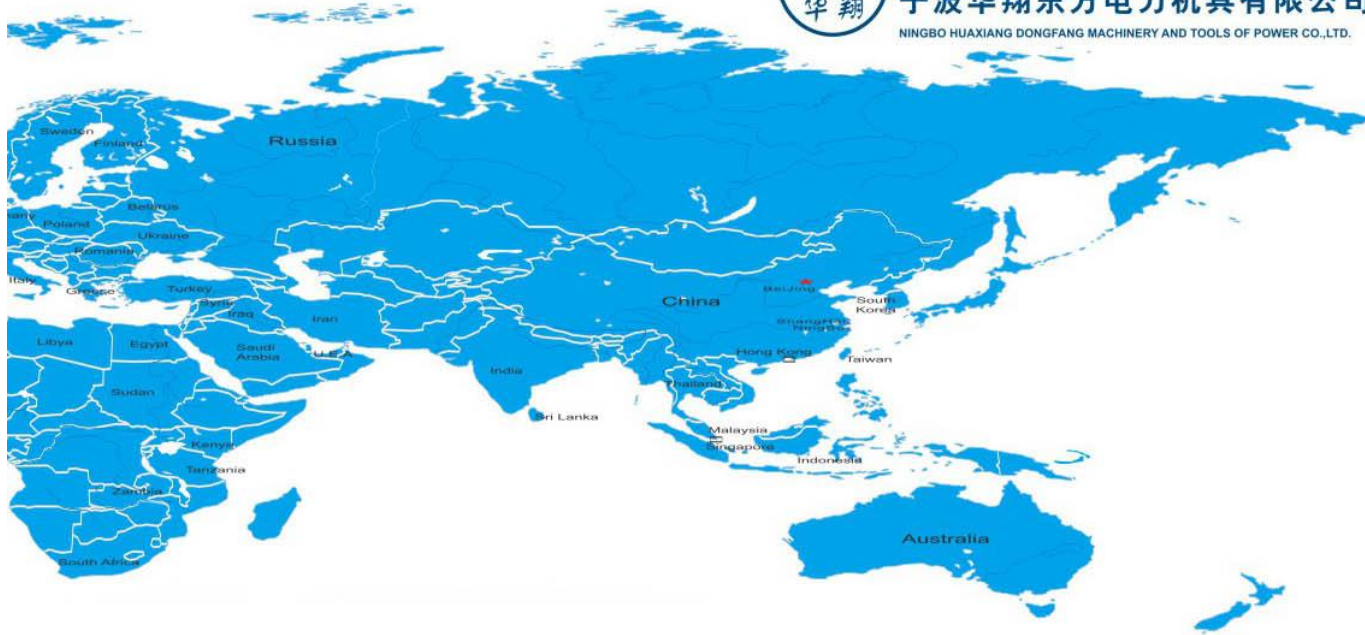 华翔
宁波华翔东方电力机具有限公司
NINGBO HUAXIANG DONGFANG MACHINERY AND TOOLS OF POWER CO.,LTD.
Sweden
Finland
Russia
Belarus
Poland
Ukraine
Romania
Italy
Greece
Turkey
Syria
Iraq
Iran
China
BeiJing
South
Korea
ShangHai
NingBo
Libya
Egypt
Saudi
Arabia
U.E.A
India
Hong Kong
Taiwan
Sudan
Thailand
Sri Lanka
Malaysia
Singapore
Indonesia
Kenya
Tanzania
Zambia
Australia
South Africa